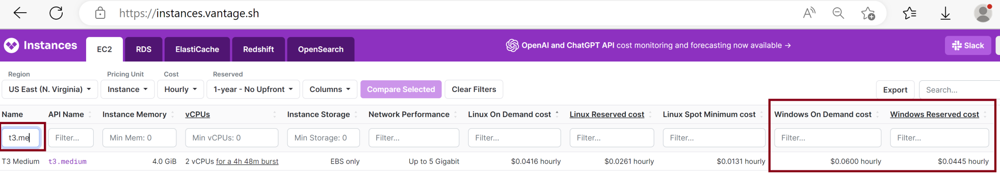 https://instances.vantage.sh
Instances
EC2
RDS
ElastiCache
Redshift
OpenSearch
OpenAI and ChatGPT API cost monitoring and forecasting now available →
Slack
Region
Pricing Unit
Cost
Reserved
US East (N. Virginia)
Instance
Hourly
1-year - No Upfront
Columns
Compare Selected
Clear Filters
Export
Search...
Name API Name Instance Memory vCPUs Instance Storage Network Performance Linux On Demand cost Linux Reserved cost Linux Spot Minimum cost Windows On Demand cost Windows Reserved cost
t3.me Filter... Min Mem: 0 Min vCPUs: 0 Min Storage: 0 Filter... Filter... Filter... Filter... Filter... Filter...
T3 Medium t3.medium 4.0 GiB 2 vCPUs for a 4h 48m burst EBS only Up to 5 Gigabit $0.0416 hourly $0.0261 hourly $0.0131 hourly $0.0600 hourly $0.0445 hourly